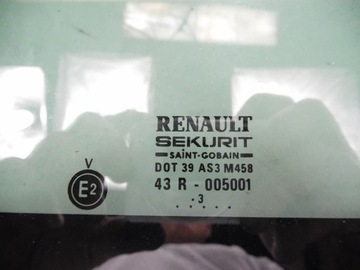 RENAULT
SEKURIT
SAINT-GOBAIN
DOT 39 AS3 M458
43 R - 005001
.3
.....
V
E2